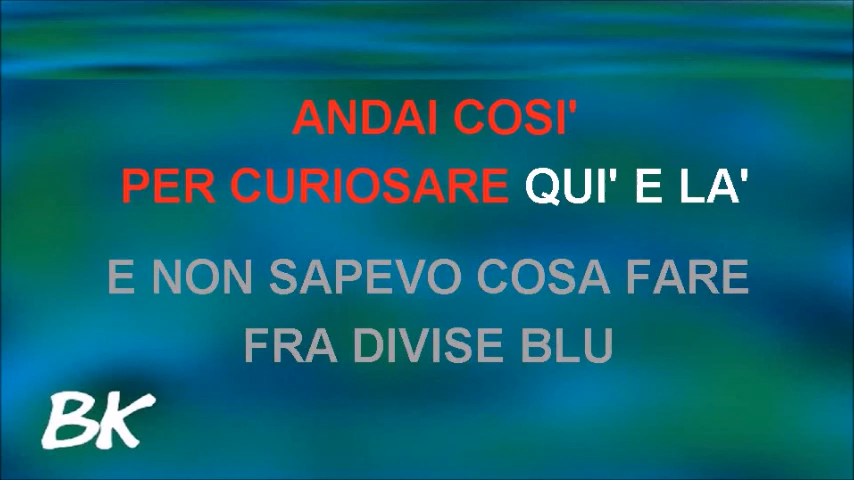 ANDAI COSI'
PER CURIOSARE QUI' E LA'
E NON SAPEVO COSA FARE
FRA DIVISE BLU
BK